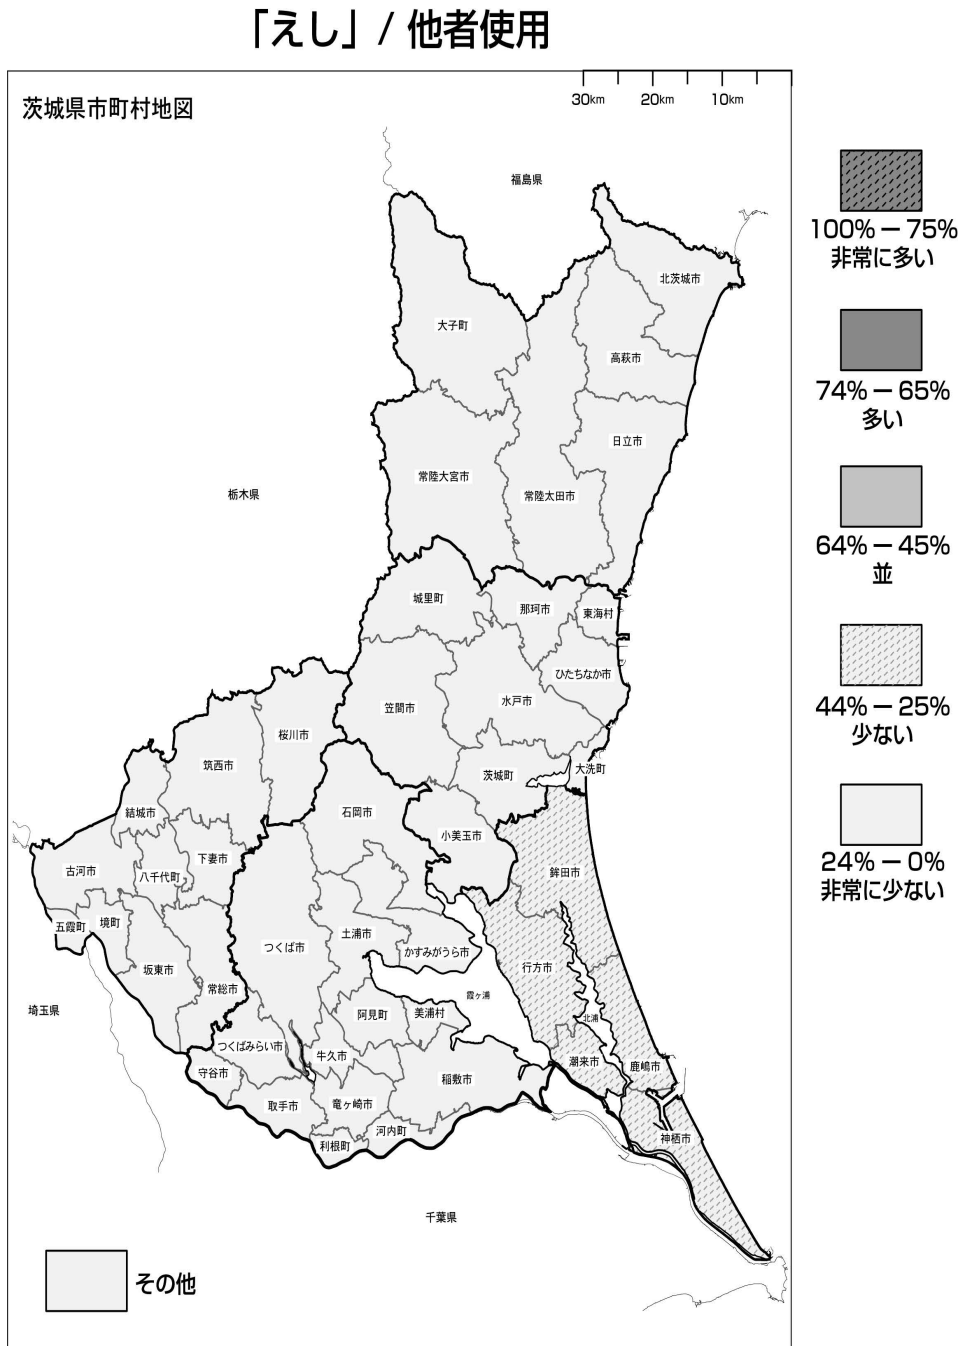 「えし」 / 他者使用
茨城県市町村地図
30km 20km 10km
福島県
北茨城市
大子町
高萩市
日立市
常陸大宮市
常陸太田市
栃木県
城里町
那珂市
東海村
ひたちなか市
笠間市
水戸市
桜川市
筑西市
茨城町
大洗町
結城市
石岡市
小美玉市
下妻市
古河市
八千代町
鉾田市
五霞町
境町
土浦市
つくば市
かすみがうら市
坂東市
行方市
常総市
霞ヶ浦
埼玉県
阿見町
美浦村
北浦
つくばみらい市
牛久市
潮来市
鹿嶋市
守谷市
稲敷市
取手市
竜ヶ崎市
河内町
利根町
神栖市
千葉県
その他
100% − 75%
非常に多い
74% − 65%
多い
64% − 45%
並
44% − 25%
少ない
24% − 0%
非常に少ない